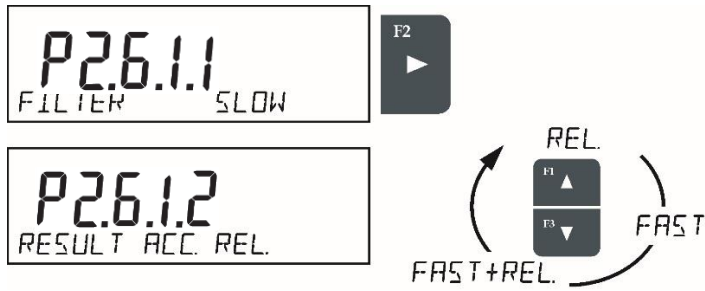 P2.6.1.1
FILTER SLOW
F2
P2.6.1.2
RESULT ACC. REL.
REL.
F1
F3
FAST
FAST+REL.